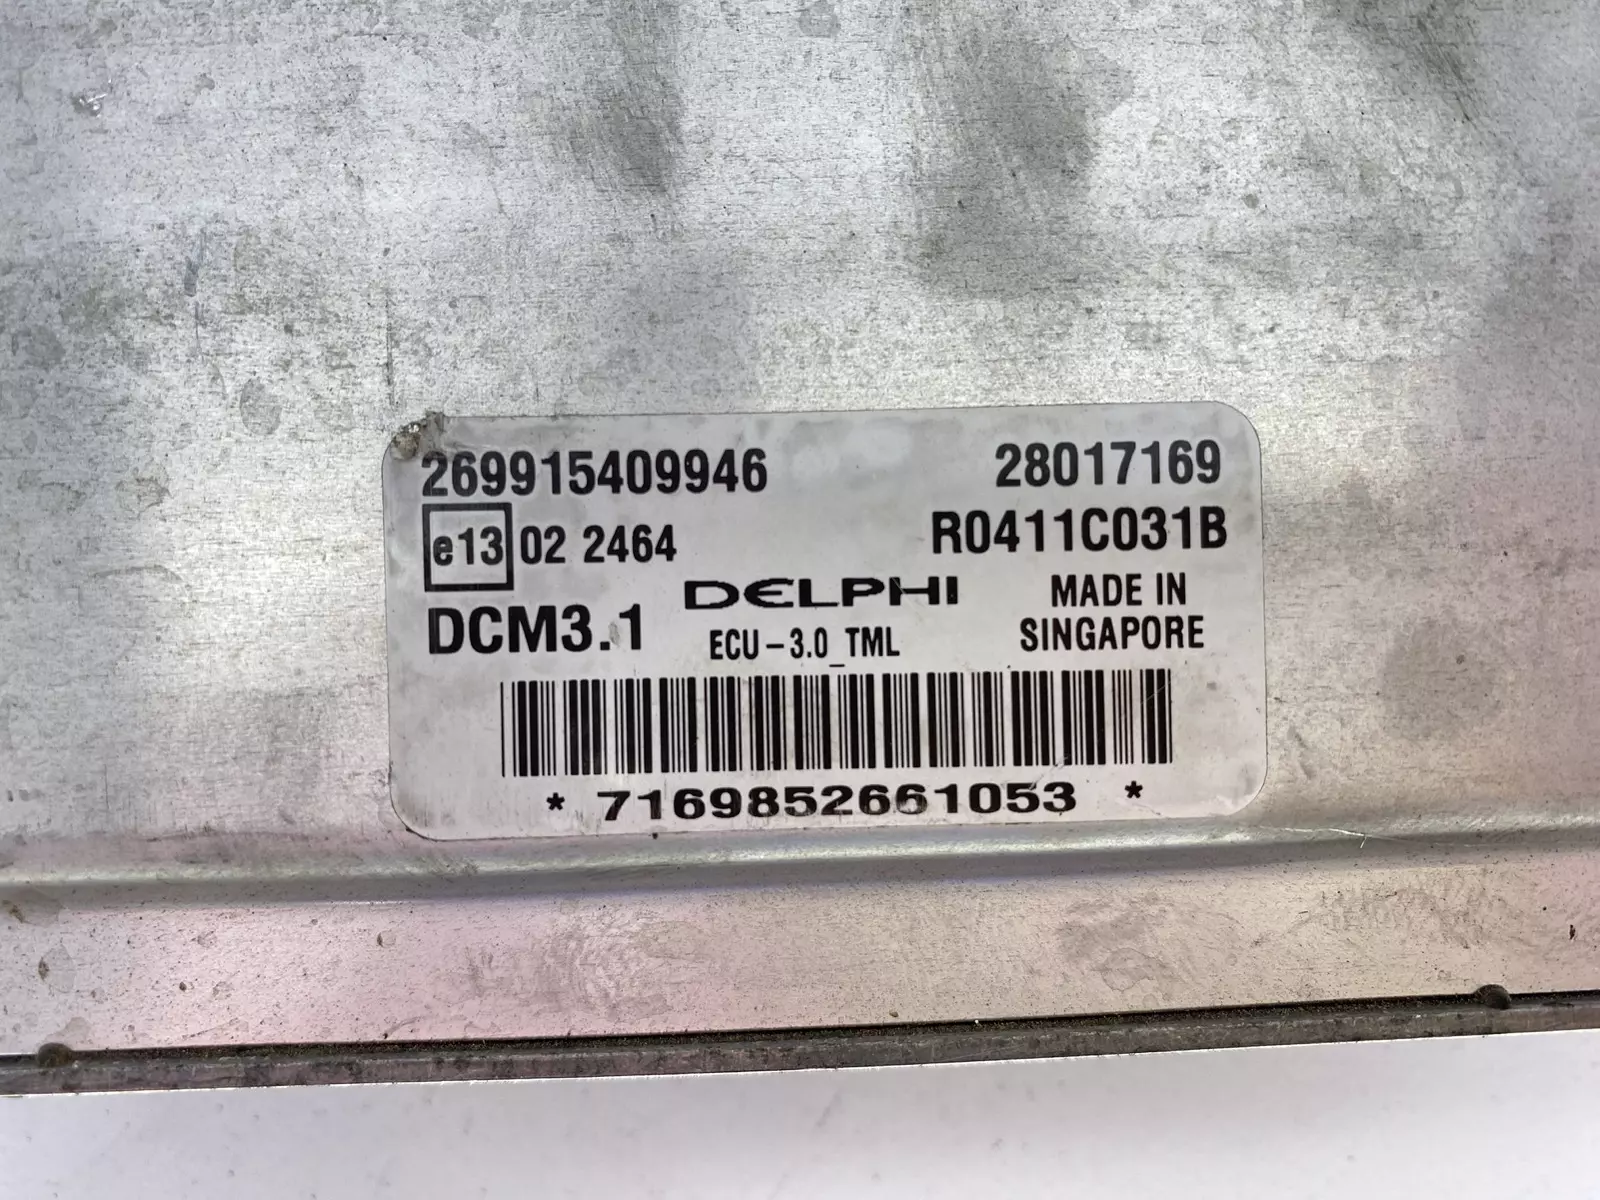 269915409946 28017169
e13 02 2464 R0411C031B
DELPHI MADE IN
DCM3.1 ECU-3.0_TML SINGAPORE
* 7169852661053 *